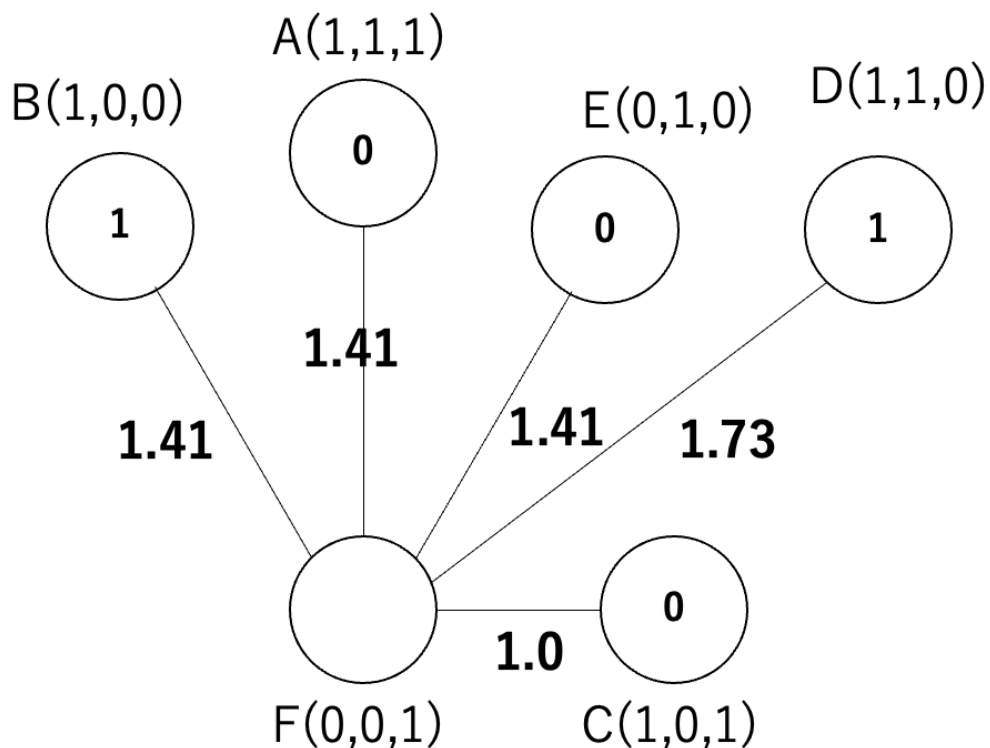 A(1,1,1)
B(1,0,0)
E(0,1,0)
D(1,1,0)
0
1
0
1
1.41
1.41
1.41
1.73
0
1.0
F(0,0,1)
C(1,0,1)